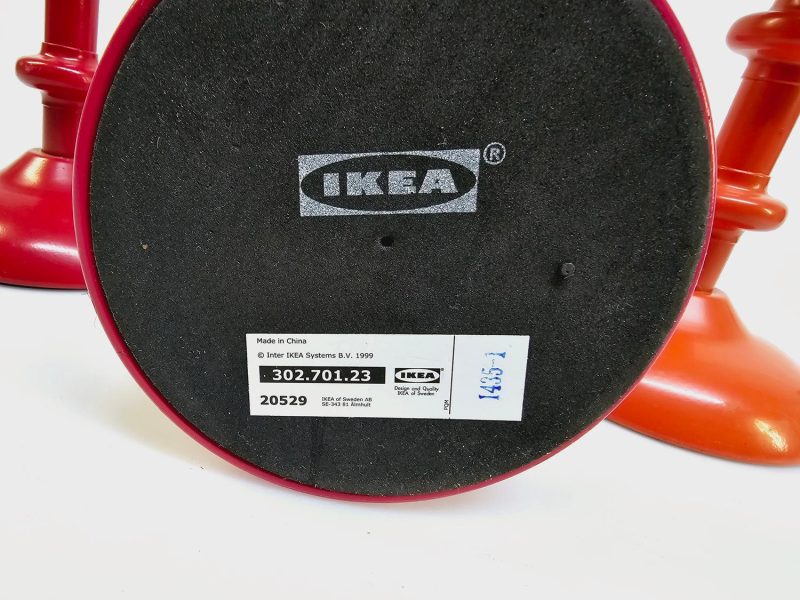 IKEA ®
Made in China
© Inter IKEA Systems B.V. 1999
302.701.23
IKEA ®
Design and Quality
IKEA of Sweden
20529
IKEA of Sweden AB
SE-343 81 Älmhult
PQM
1435-1